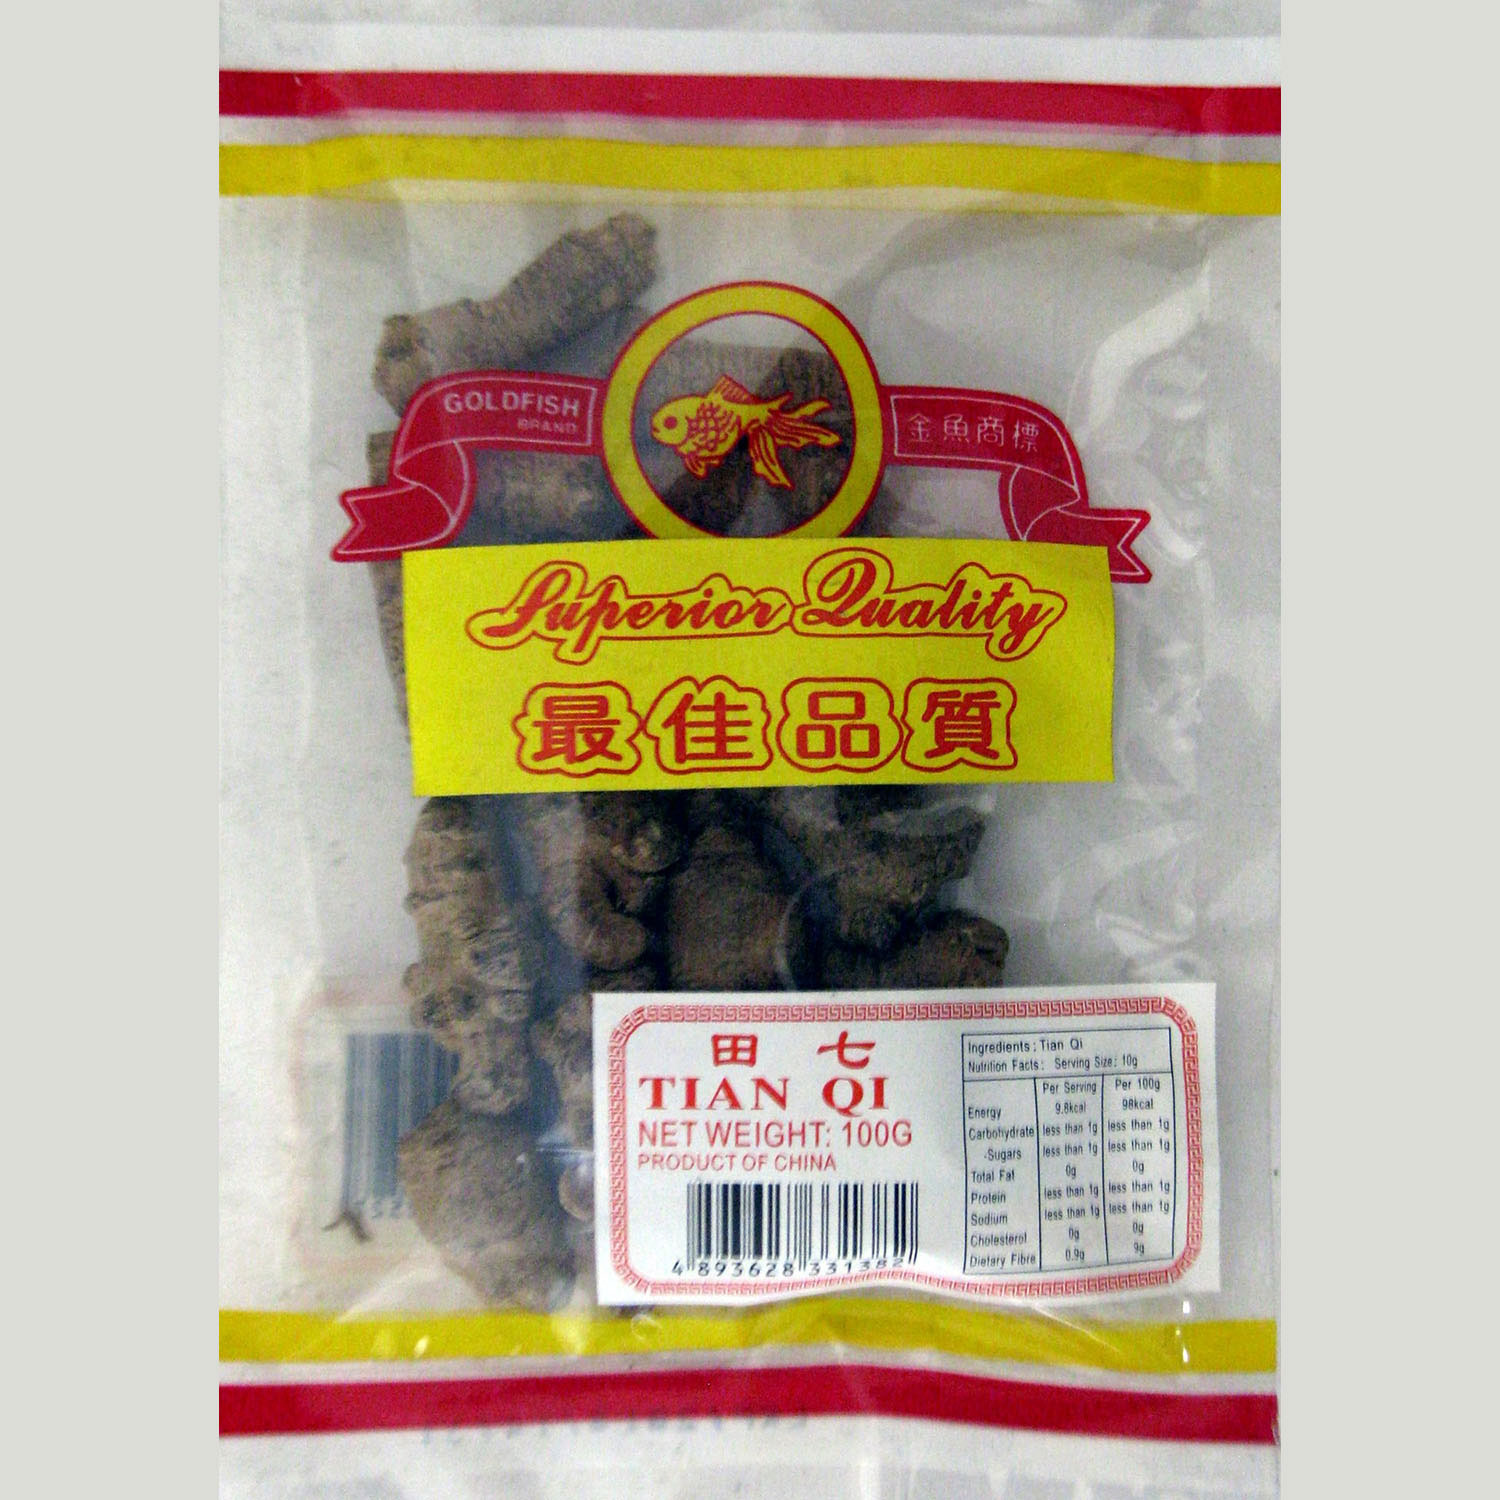 GOLDFISH
BRAND
金魚商標
Superior Quality
最佳品質
田七
TIAN QI
NET WEIGHT: 100G
PRODUCT OF CHINA
4 893628 331382
Ingredients: Tian Qi
Nutrition Facts: Serving Size: 10g
Per Serving Per 100g
Energy 9.8kcal 98kcal
Carbohydrate less than 1g less than 1g
-Sugars less than 1g less than 1g
Total Fat 0g 0g
Protein less than 1g less than 1g
Sodium less than 1g less than 1g
Cholesterol 0g 0g
Dietary Fibre 0.9g 9g